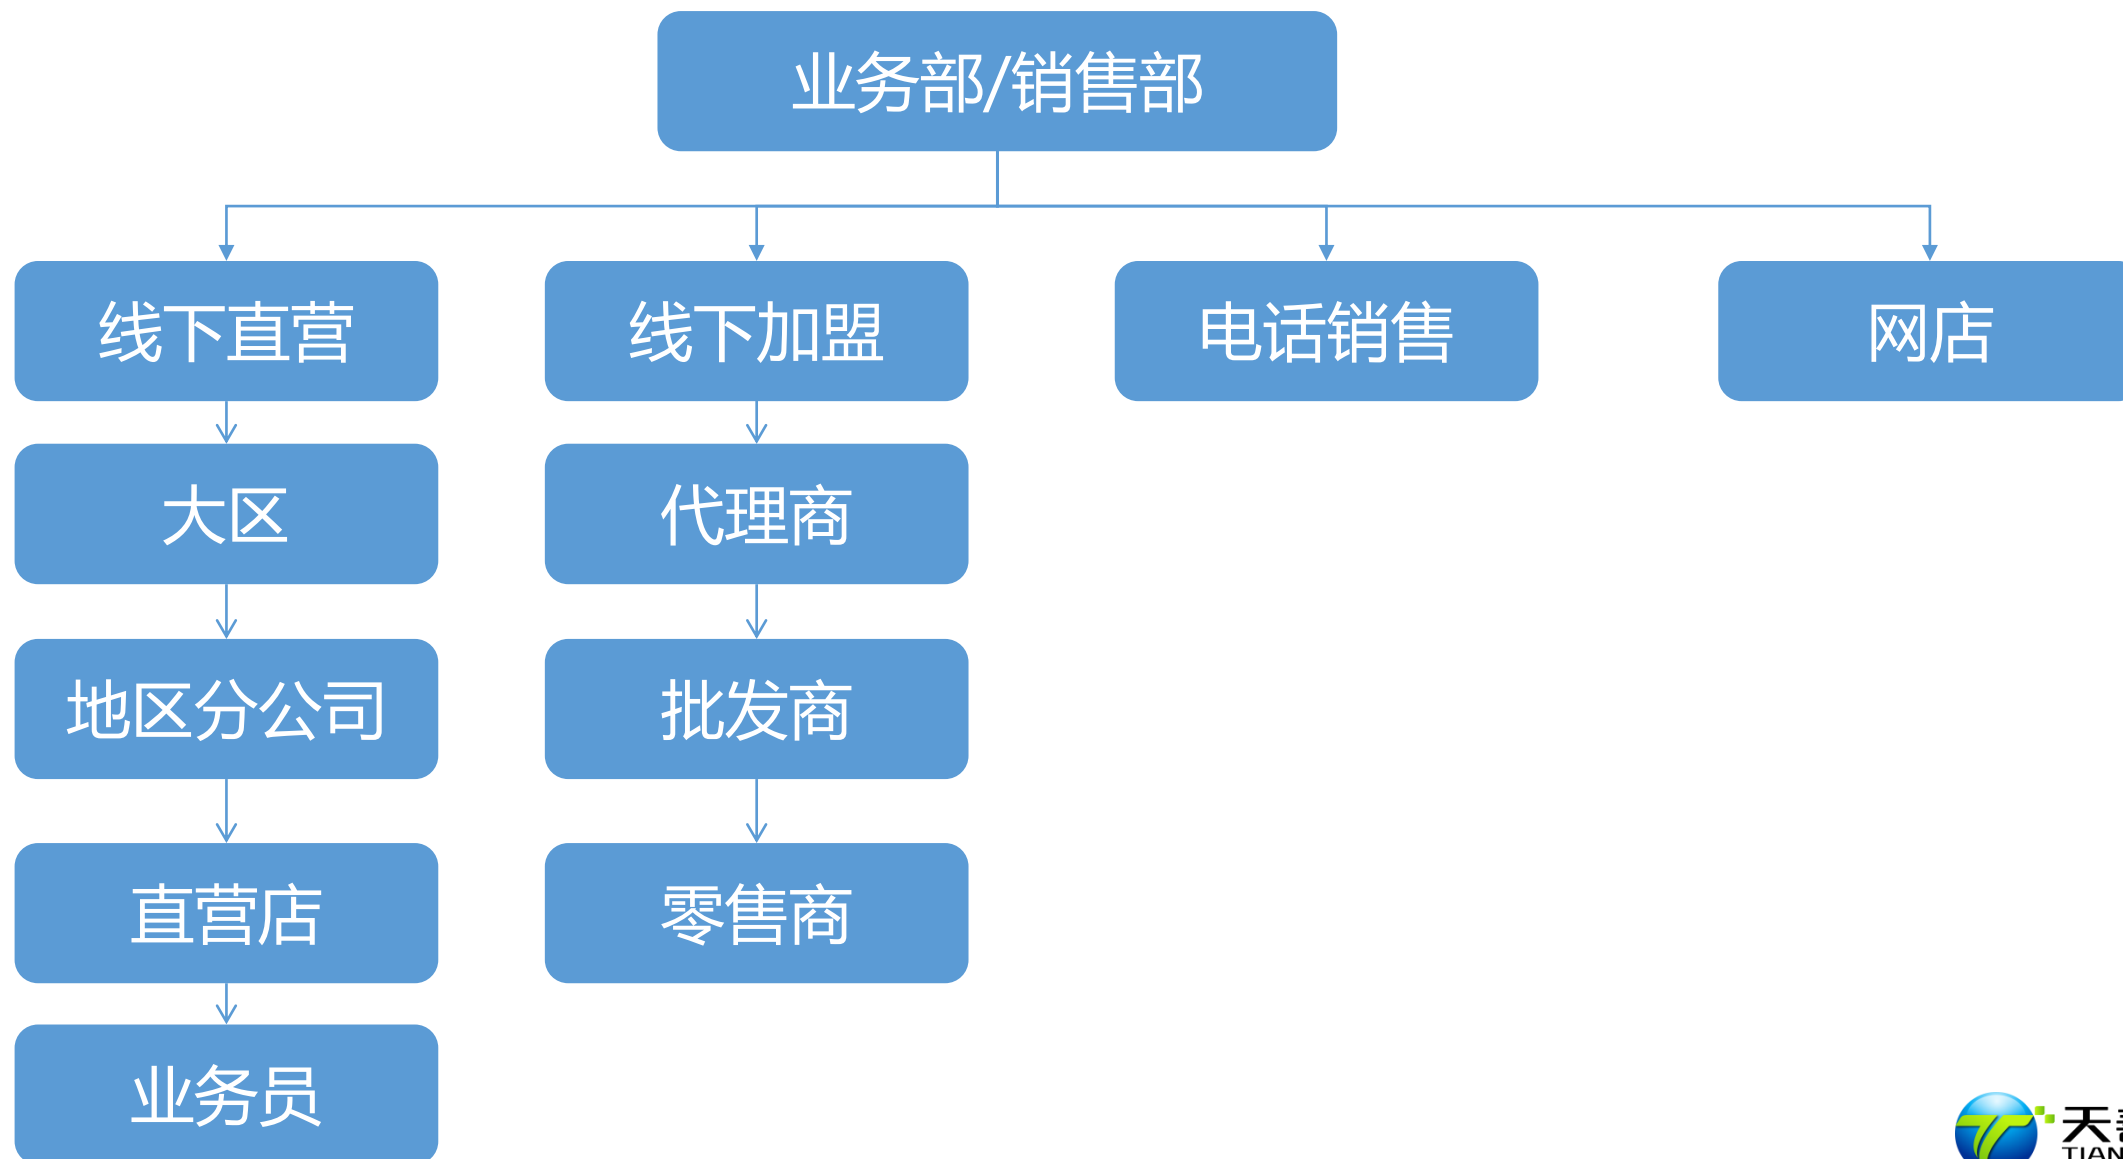 业务部/销售部
线下直营 线下加盟 电话销售 网店
大区 代理商
地区分公司 批发商
直营店 零售商
业务员
天
TIAN